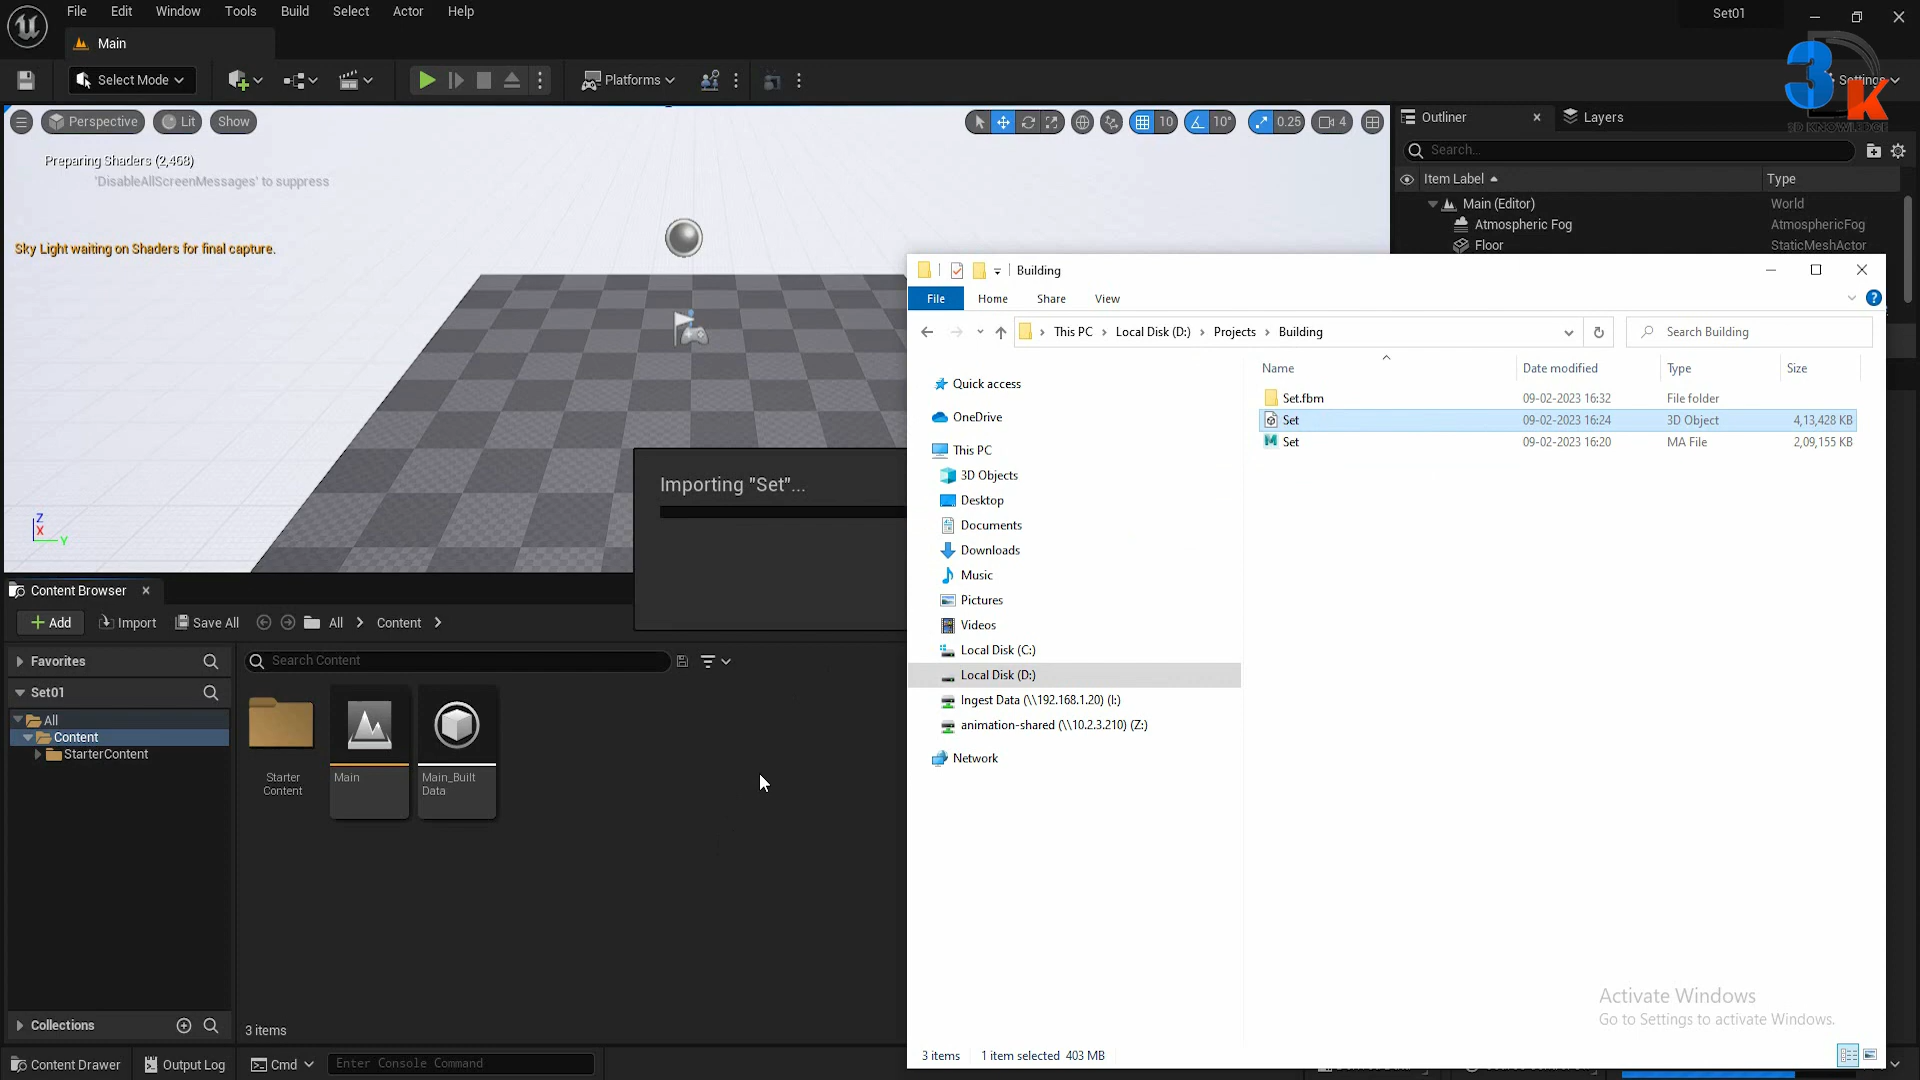 File Edit Window Tools Build Select Actor Help
Set01
Main
Select Mode
Platforms
Settings
3D K
3D KNOWLEDGE
Perspective Lit Show
10 10° 0.25 4
Preparing Shaders (2,468)
'DisableAllScreenMessages' to suppress
Sky Light waiting on Shaders for final capture.
Z
X
Y
Outliner
Layers
Search...
Item Label Type
Main (Editor) World
Atmospheric Fog AtmosphericFog
Floor StaticMeshActor
Importing "Set"...
Building
File Home Share View
This PC Local Disk (D:) Projects Building
Search Building
Name Date modified Type Size
Set.fbm 09-02-2023 16:32 File folder
Set 09-02-2023 16:24 3D Object 4,13,428 KB
Set 09-02-2023 16:20 MA File 2,09,155 KB
Quick access
OneDrive
This PC
3D Objects
Desktop
Documents
Downloads
Music
Pictures
Videos
Local Disk (C:)
Local Disk (D:)
Ingest Data (\\192.168.1.20) (I:)
animation-shared (\\10.2.3.210) (Z:)
Network
3 items 1 item selected 403 MB
Activate Windows
Go to Settings to activate Windows.
Content Browser
Add Import Save All All Content
Favorites
Search Content
Set01
All
Content
StarterContent
Starter
Content
Main
Main_Built
Data
Collections
3 items
Content Drawer Output Log Cmd Enter Console Command